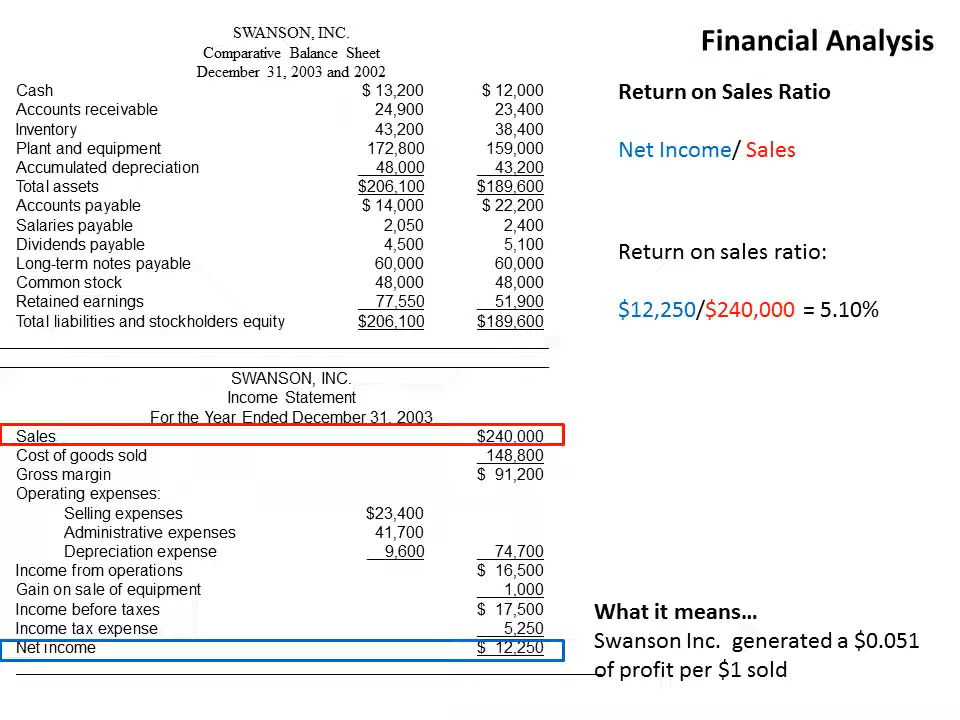 SWANSON, INC.
Comparative Balance Sheet
December 31, 2003 and 2002
Cash $ 13,200 $ 12,000
Accounts receivable 24,900 23,400
Inventory 43,200 38,400
Plant and equipment 172,800 159,000
Accumulated depreciation 48,000 43,200
Total assets $206,100 $189,600
Accounts payable $ 14,000 $ 22,200
Salaries payable 2,050 2,400
Dividends payable 4,500 5,100
Long-term notes payable 60,000 60,000
Common stock 48,000 48,000
Retained earnings 77,550 51,900
Total liabilities and stockholders equity $206,100 $189,600
SWANSON, INC.
Income Statement
For the Year Ended December 31, 2003
Sales $240,000
Cost of goods sold 148,800
Gross margin $ 91,200
Operating expenses:
Selling expenses $23,400
Administrative expenses 41,700
Depreciation expense 9,600 74,700
Income from operations $ 16,500
Gain on sale of equipment 1,000
Income before taxes $ 17,500
Income tax expense 5,250
Net income $ 12,250
Financial Analysis
Return on Sales Ratio
Net Income/ Sales
Return on sales ratio:
$12,250/$240,000 = 5.10%
What it means...
Swanson Inc. generated a $0.051
of profit per $1 sold